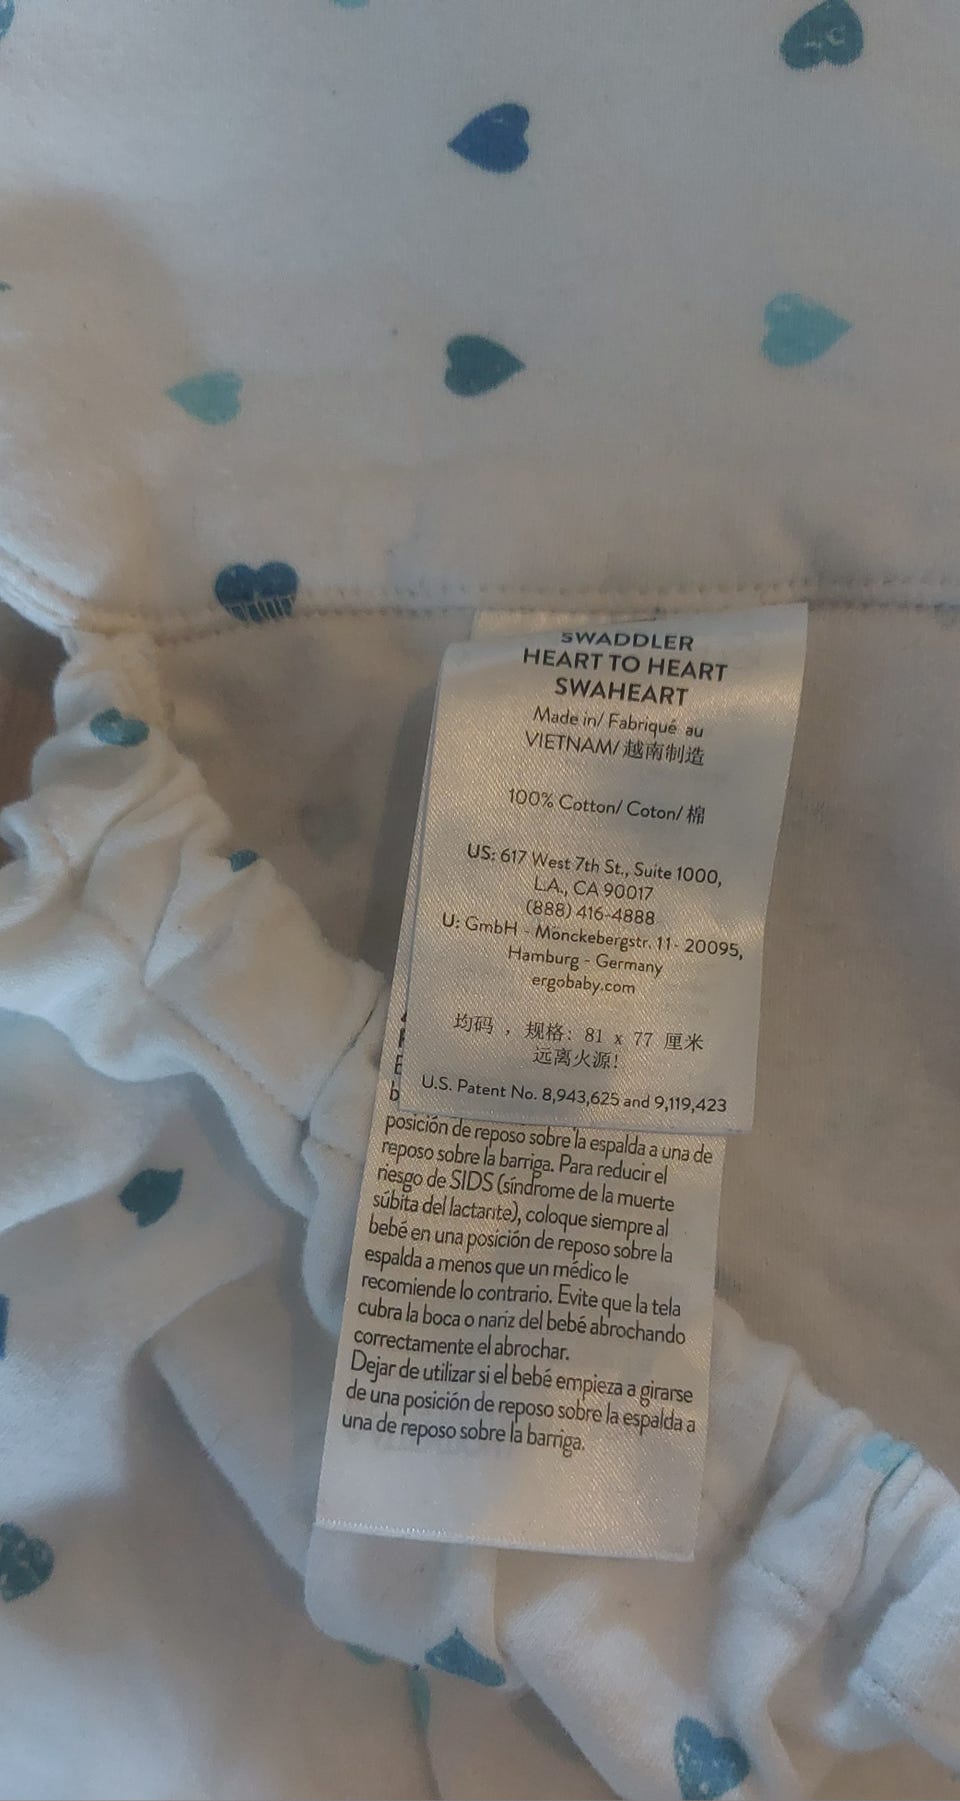 SWADDLER
HEART TO HEART
SWAHEART
Made in/ Fabriqué au
VIETNAM/ 越南制造
100% Cotton/ Coton/ 棉
US: 617 West 7th St., Suite 1000,
L.A., CA 90017
(888) 416-4888
U: GmbH - Mönckebergstr. 11- 20095,
Hamburg - Germany
ergobaby.com
均码 ， 规格: 81 x 77 厘米
远离火源!
U.S. Patent No. 8,943,625 and 9,119,423
b
posición de reposo sobre la espalda a una de
reposo sobre la barriga. Para reducir el
riesgo de SIDS (síndrome de la muerte
súbita del lactante), coloque siempre al
bebé en una posición de reposo sobre la
espalda a menos que un médico le
recomiende lo contrario. Evite que la tela
cubra la boca o nariz del bebé abrochando
correctamente el abrochar.
Dejar de utilizar si el bebé empieza a girarse
de una posición de reposo sobre la espalda a
una de reposo sobre la barriga.